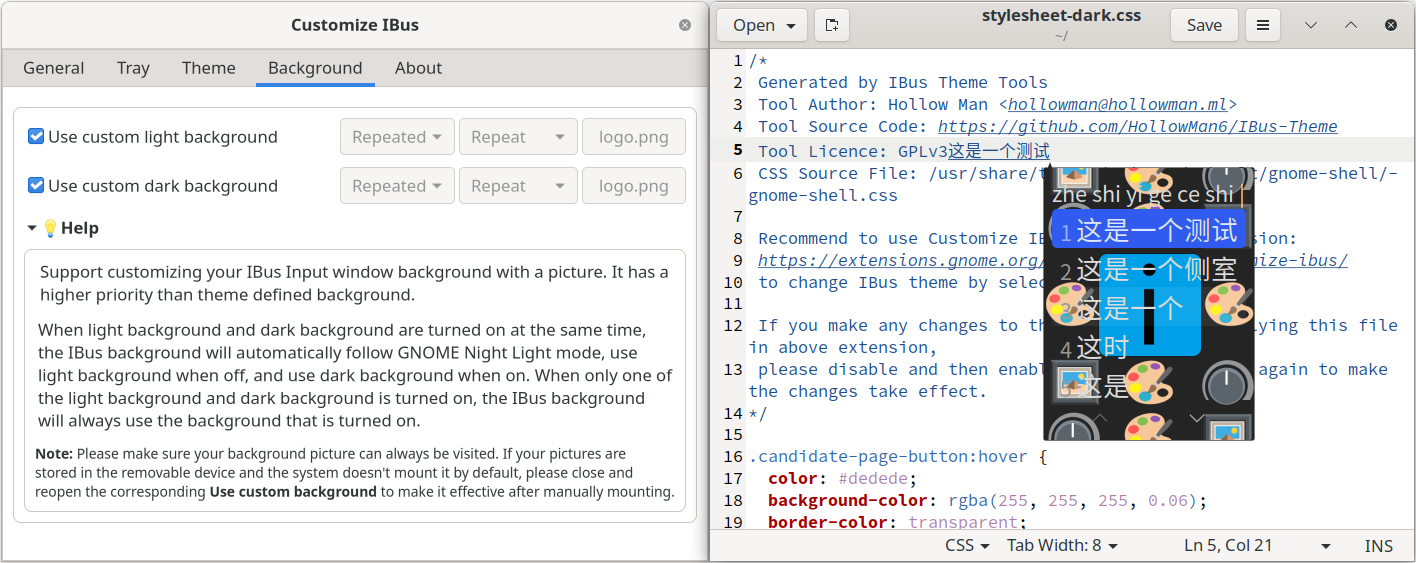 Customize IBus
General Tray Theme Background About
Use custom light background Repeated Repeat logo.png
Use custom dark background Repeated Repeat logo.png
Help
Support customizing your IBus Input window background with a picture. It has a
higher priority than theme defined background.
When light background and dark background are turned on at the same time,
the IBus background will automatically follow GNOME Night Light mode, use
light background when off, and use dark background when on. When only one of
the light background and dark background is turned on, the IBus background
will always use the background that is turned on.
Note: Please make sure your background picture can always be visited. If your pictures are
stored in the removable device and the system doesn't mount it by default, please close and
reopen the corresponding Use custom background to make it effective after manually mounting.
Open stylesheet-dark.css Save
~/
1 /*
2 Generated by IBus Theme Tools
3 Tool Author: Hollow Man <hollowman@hollowman.ml>
4 Tool Source Code: https://github.com/HollowMan6/IBus-Theme
5 Tool Licence: GPLv3这是一个测试
6 CSS Source File: /usr/share/t t/gnome-shell/-
gnome-shell.css
7
8 Recommend to use Customize IB sion:
9 https://extensions.gnome.org/ mize-ibus/
10 to change IBus theme by selec
11
12 If you make any changes to th lying this file
in above extension,
13 please disable and then enabl again to make
the changes take effect.
14 */
15
16 .candidate-page-button:hover {
17 color: #dedede;
18 background-color: rgba(255, 255, 255, 0.06);
19 border-color: transparent;
zhe shi yi ge ce shi
1 这是一个测试
2 这是一个侧室
3 这是一个
4 这时
5 这是
CSS Tab Width: 8 Ln 5, Col 21 INS